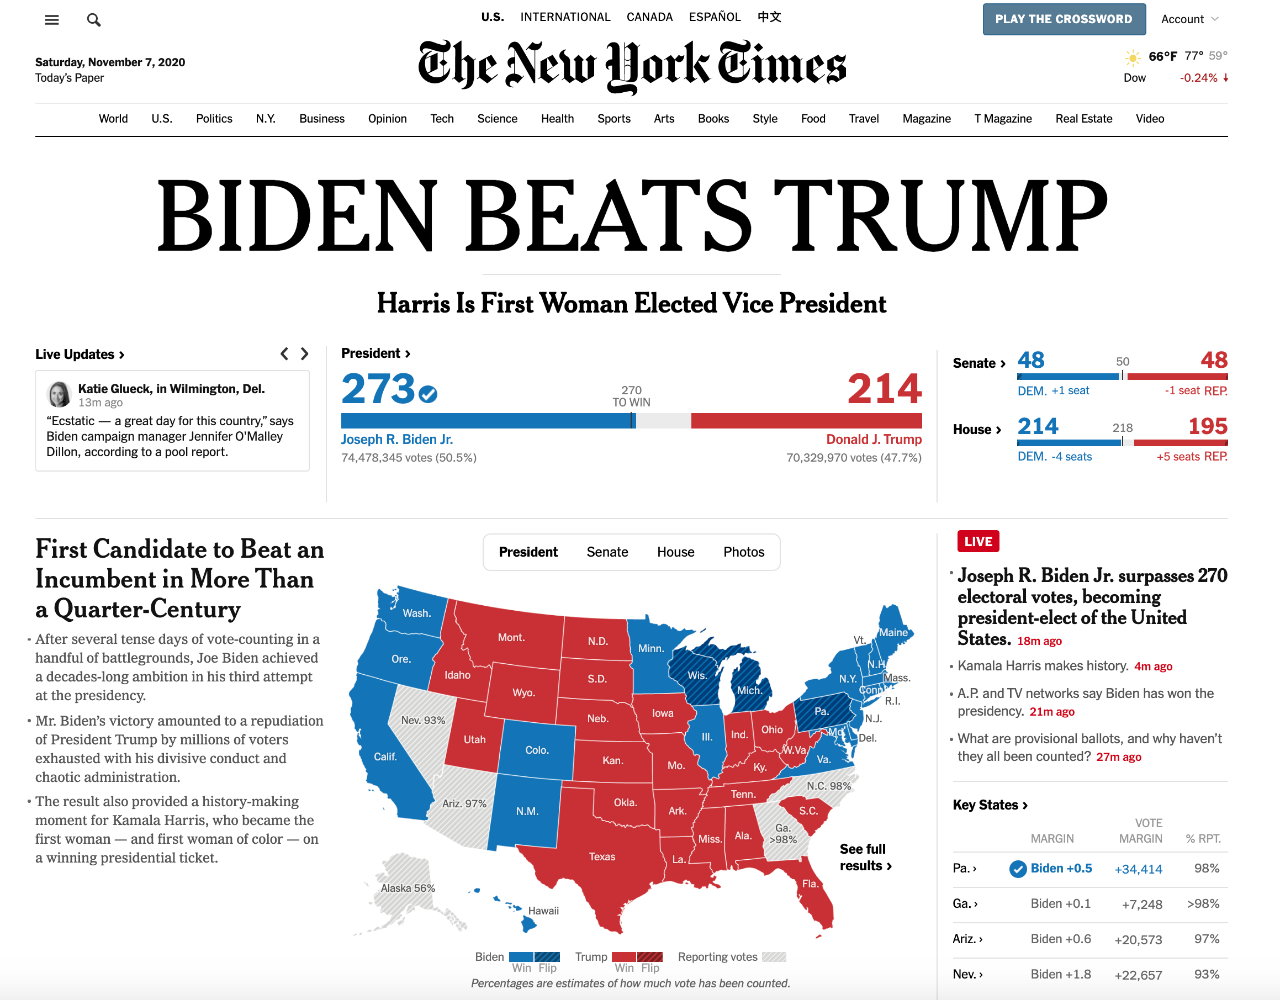 U.S. INTERNATIONAL CANADA ESPAÑOL 中文
PLAY THE CROSSWORD
Account
Saturday, November 7, 2020
Today's Paper
The New York Times
66°F 77° 59°
Dow -0.24% ↓
World U.S. Politics N.Y. Business Opinion Tech Science Health Sports Arts Books Style Food Travel Magazine T Magazine Real Estate Video
BIDEN BEATS TRUMP
Harris Is First Woman Elected Vice President
Live Updates ›
Katie Glueck, in Wilmington, Del.
13m ago
“Ecstatic — a great day for this country,” says
Biden campaign manager Jennifer O'Malley
Dillon, according to a pool report.
President ›
273
270
TO WIN
214
Joseph R. Biden Jr.
Donald J. Trump
74,478,345 votes (50.5%)
70,329,970 votes (47.7%)
Senate ›
48
50
48
DEM. +1 seat
-1 seat REP.
House ›
214
218
195
DEM. -4 seats
+5 seats REP.
First Candidate to Beat an
Incumbent in More Than
a Quarter-Century
• After several tense days of vote-counting in a
handful of battlegrounds, Joe Biden achieved
a decades-long ambition in his third attempt
at the presidency.
• Mr. Biden's victory amounted to a repudiation
of President Trump by millions of voters
exhausted with his divisive conduct and
chaotic administration.
• The result also provided a history-making
moment for Kamala Harris, who became the
first woman — and first woman of color — on
a winning presidential ticket.
President Senate House Photos
Wash.
Ore.
Calif.
Nev. 93%
Idaho
Mont.
Wyo.
Utah
Colo.
Ariz. 97%
N.M.
N.D.
S.D.
Neb.
Kan.
Okla.
Texas
Minn.
Iowa
Mo.
Ark.
La.
Wis.
Ill.
Mich.
Ind.
Ohio
Ky.
Tenn.
Miss.
Ala.
Ga.
>98%
Fla.
S.C.
N.C. 98%
Va.
W.Va
Pa.
Md.
Del.
N.J.
N.Y.
Conn
R.I.
Mass.
Vt.
N.H.
Maine
Alaska 56%
Hawaii
See full
results ›
Biden
Win Flip
Trump
Win Flip
Reporting votes
Percentages are estimates of how much vote has been counted.
LIVE
• Joseph R. Biden Jr. surpasses 270
electoral votes, becoming
president-elect of the United
States. 18m ago
• Kamala Harris makes history. 4m ago
• A.P. and TV networks say Biden has won the
presidency. 21m ago
• What are provisional ballots, and why haven't
they all been counted? 27m ago
Key States ›
MARGIN
VOTE
MARGIN
% RPT.
Pa. › Biden +0.5 +34,414 98%
Ga. › Biden +0.1 +7,248 >98%
Ariz. › Biden +0.6 +20,573 97%
Nev. › Biden +1.8 +22,657 93%